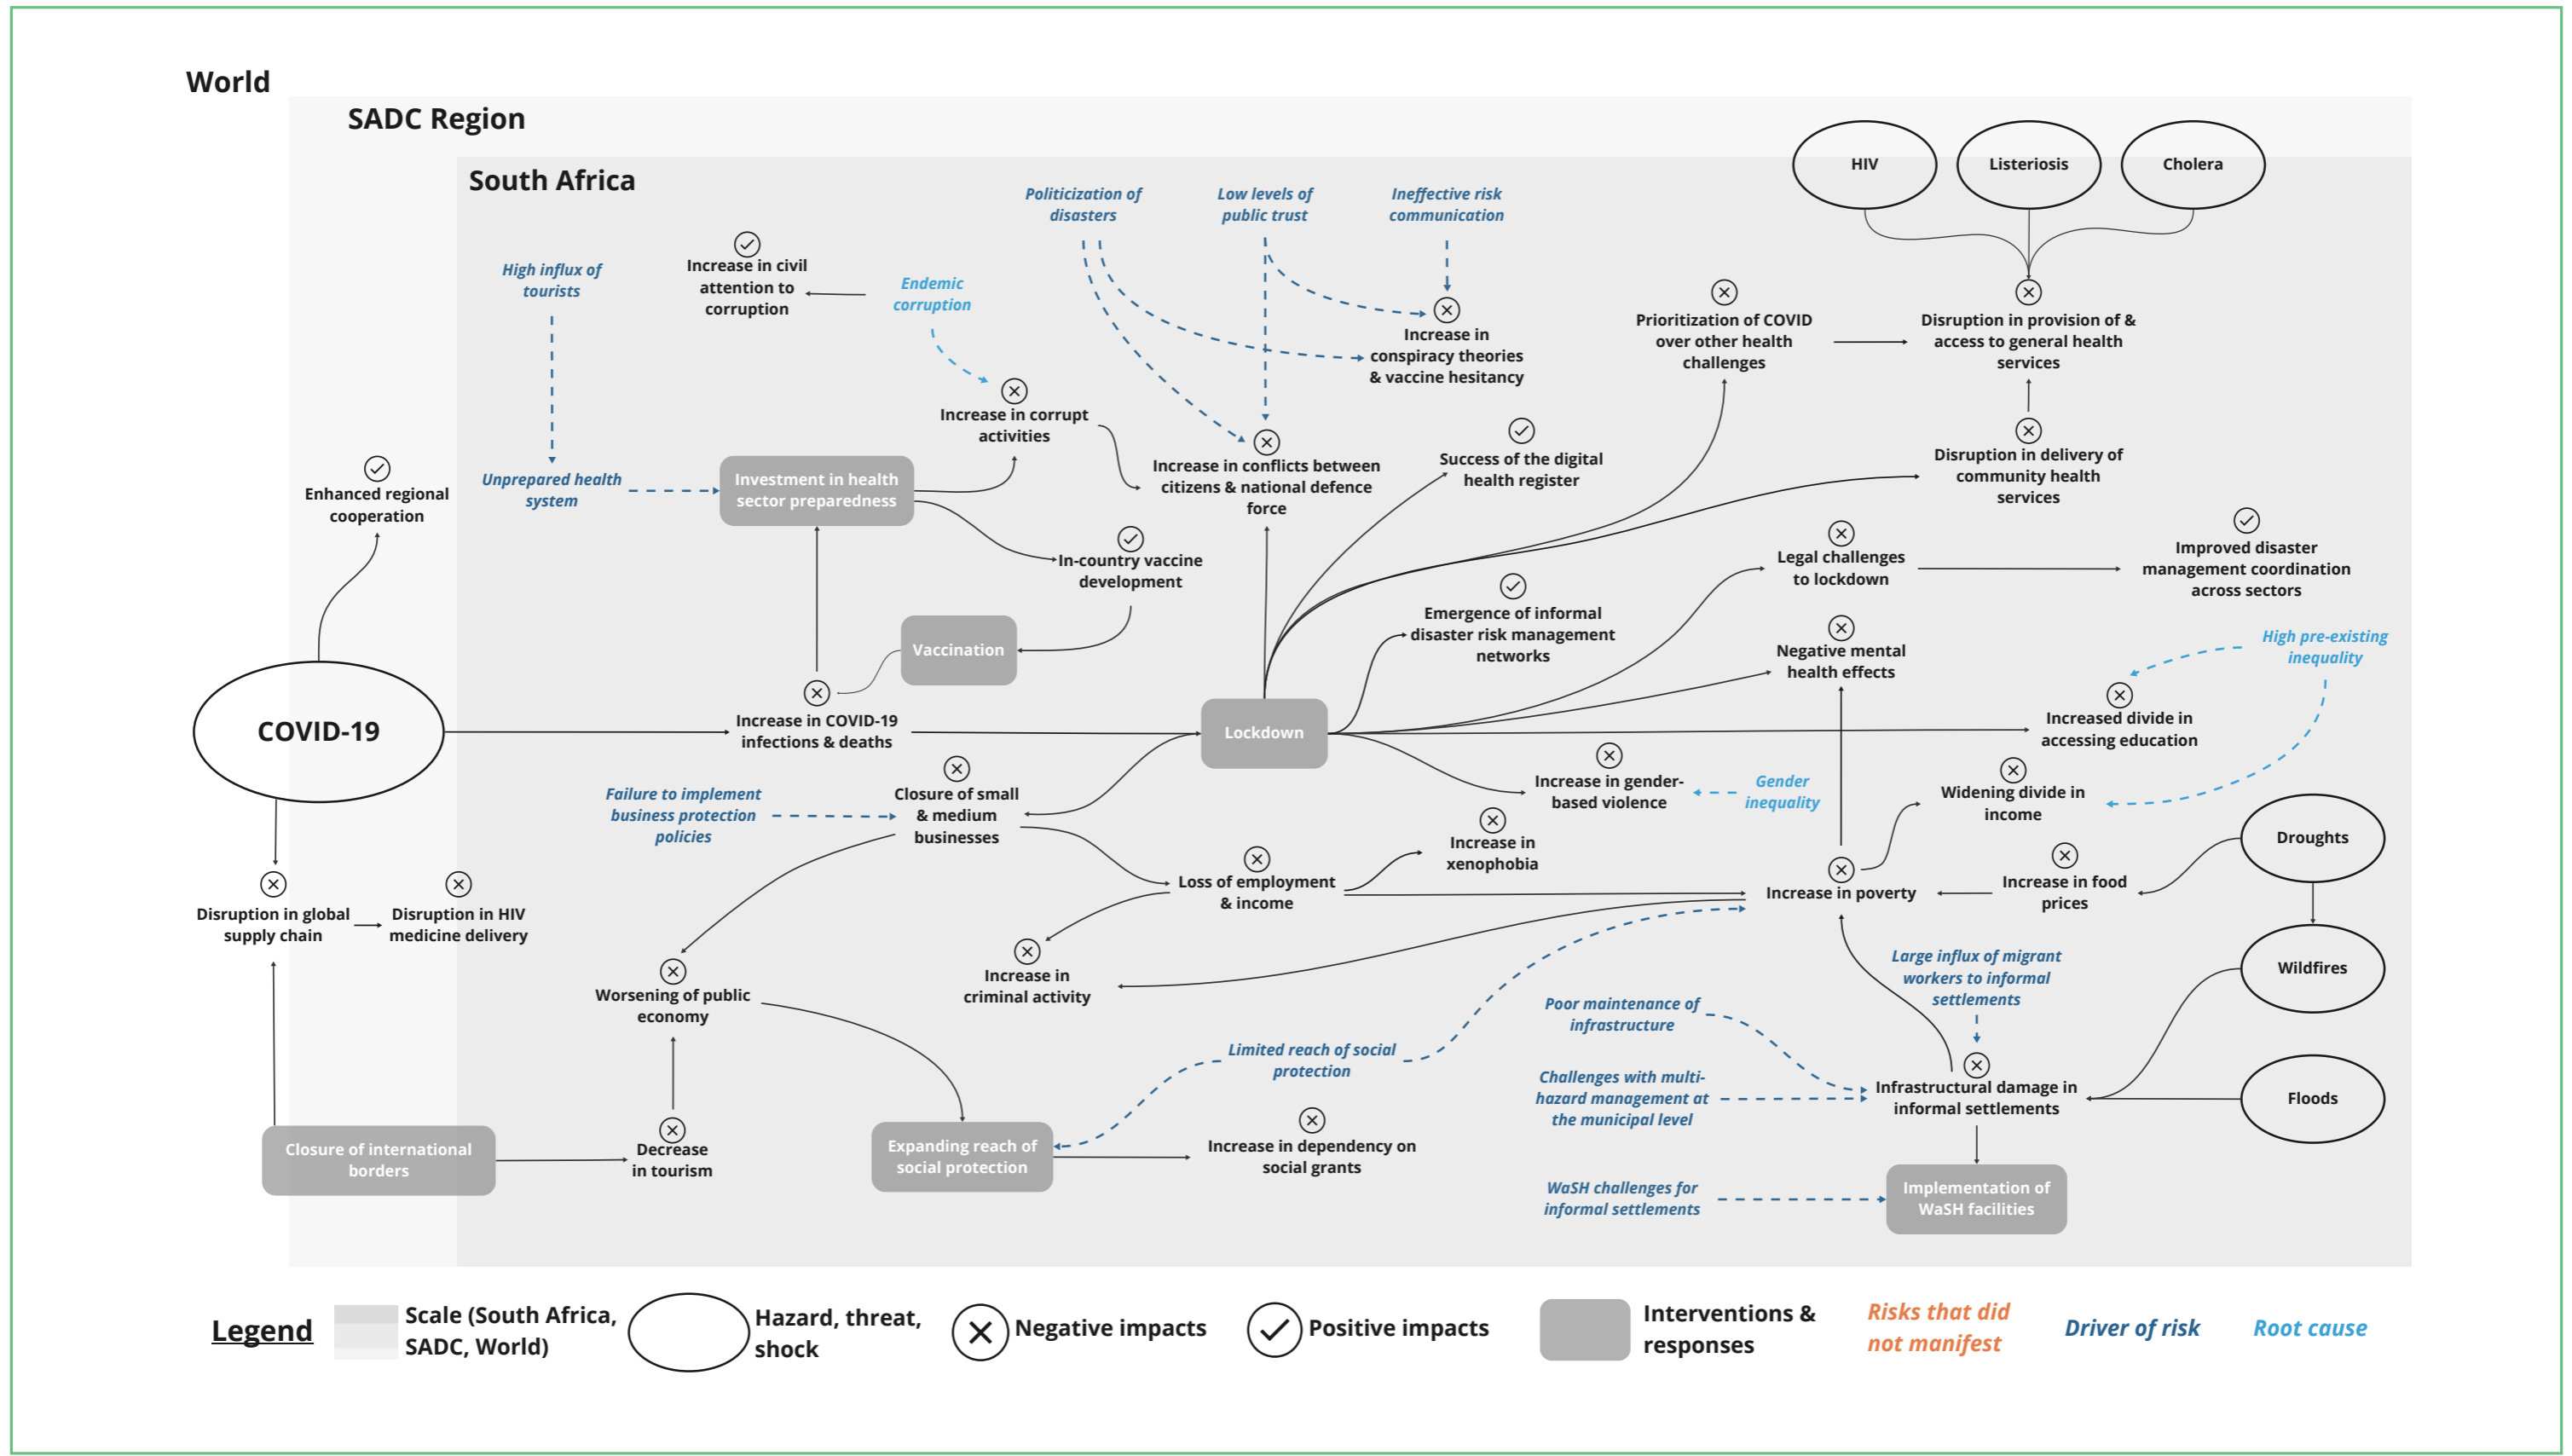 World
SADC Region
South Africa
HIV
Listeriosis
Cholera
Politicization of
disasters
Low levels of
public trust
Ineffective risk
communication
High influx of
tourists
Increase in civil
attention to
corruption
Endemic
corruption
Increase in
conspiracy theories
& vaccine hesitancy
Prioritization of COVID
over other health
challenges
Disruption in provision of &
access to general health
services
Increase in corrupt
activities
Enhanced regional
cooperation
Unprepared health
system
Investment in health
sector preparedness
Increase in conflicts between
citizens & national defence
force
Success of the digital
health register
Disruption in delivery of
community health
services
In-country vaccine
development
Legal challenges
to lockdown
Improved disaster
management coordination
across sectors
Emergence of informal
disaster risk management
networks
Vaccination
Negative mental
health effects
High pre-existing
inequality
COVID-19
Increase in COVID-19
infections & deaths
Lockdown
Increased divide in
accessing education
Failure to implement
business protection
policies
Closure of small
& medium
businesses
Increase in gender-
based violence
Gender
inequality
Widening divide in
income
Increase in
xenophobia
Droughts
Disruption in global
supply chain
Disruption in HIV
medicine delivery
Loss of employment
& income
Increase in poverty
Increase in food
prices
Worsening of public
economy
Increase in
criminal activity
Large influx of migrant
workers to informal
settlements
Wildfires
Poor maintenance of
infrastructure
Limited reach of social
protection
Challenges with multi-
hazard management at
the municipal level
Infrastructural damage in
informal settlements
Floods
Closure of international
borders
Decrease
in tourism
Expanding reach of
social protection
Increase in dependency on
social grants
WaSH challenges for
informal settlements
Implementation of
WaSH facilities
Legend
Scale (South Africa,
SADC, World)
Hazard, threat,
shock
Negative impacts
Positive impacts
Interventions &
responses
Risks that did
not manifest
Driver of risk
Root cause